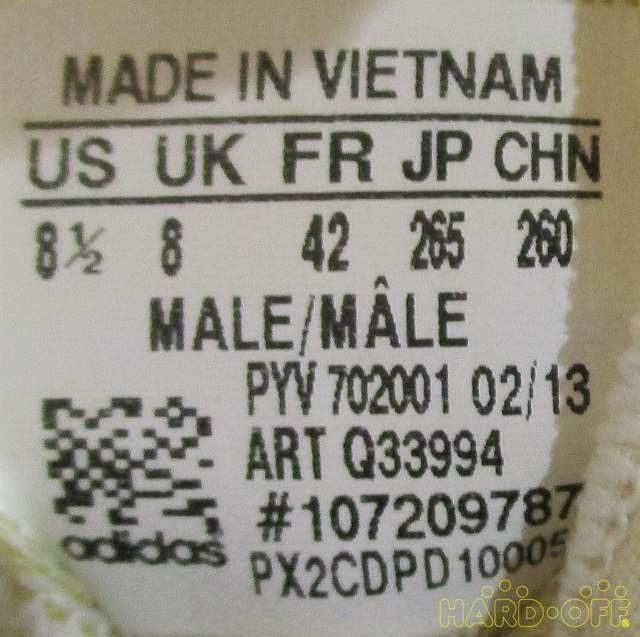 MADE IN VIETNAM
US UK FR JP CHN
8½ 8 42 265 260
MALE/MÂLE
PYV 702001 02/13
ART Q33994
#107209787
adidas
PX2CDPD10005
HARD·OFF